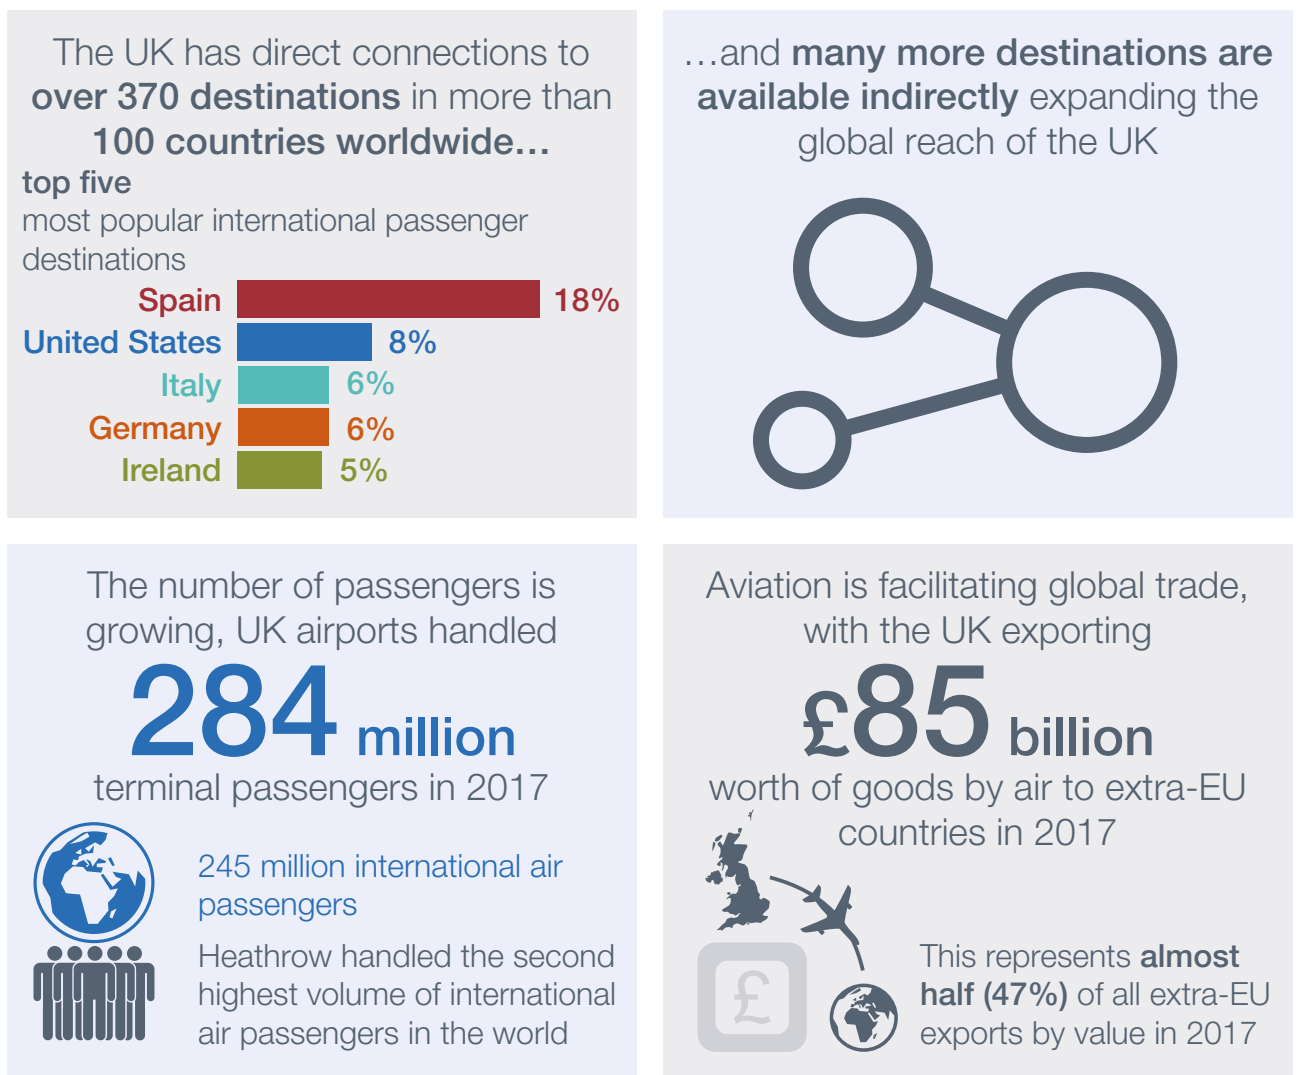 The UK has direct connections to
over 370 destinations in more than
100 countries worldwide...
top five
most popular international passenger
destinations
Spain 18%
United States 8%
Italy 6%
Germany 6%
Ireland 5%
...and many more destinations are
available indirectly expanding the
global reach of the UK
The number of passengers is
growing, UK airports handled
284 million
terminal passengers in 2017
245 million international air
passengers
Heathrow handled the second
highest volume of international
air passengers in the world
Aviation is facilitating global trade,
with the UK exporting
£85 billion
worth of goods by air to extra-EU
countries in 2017
£
This represents almost
half (47%) of all extra-EU
exports by value in 2017